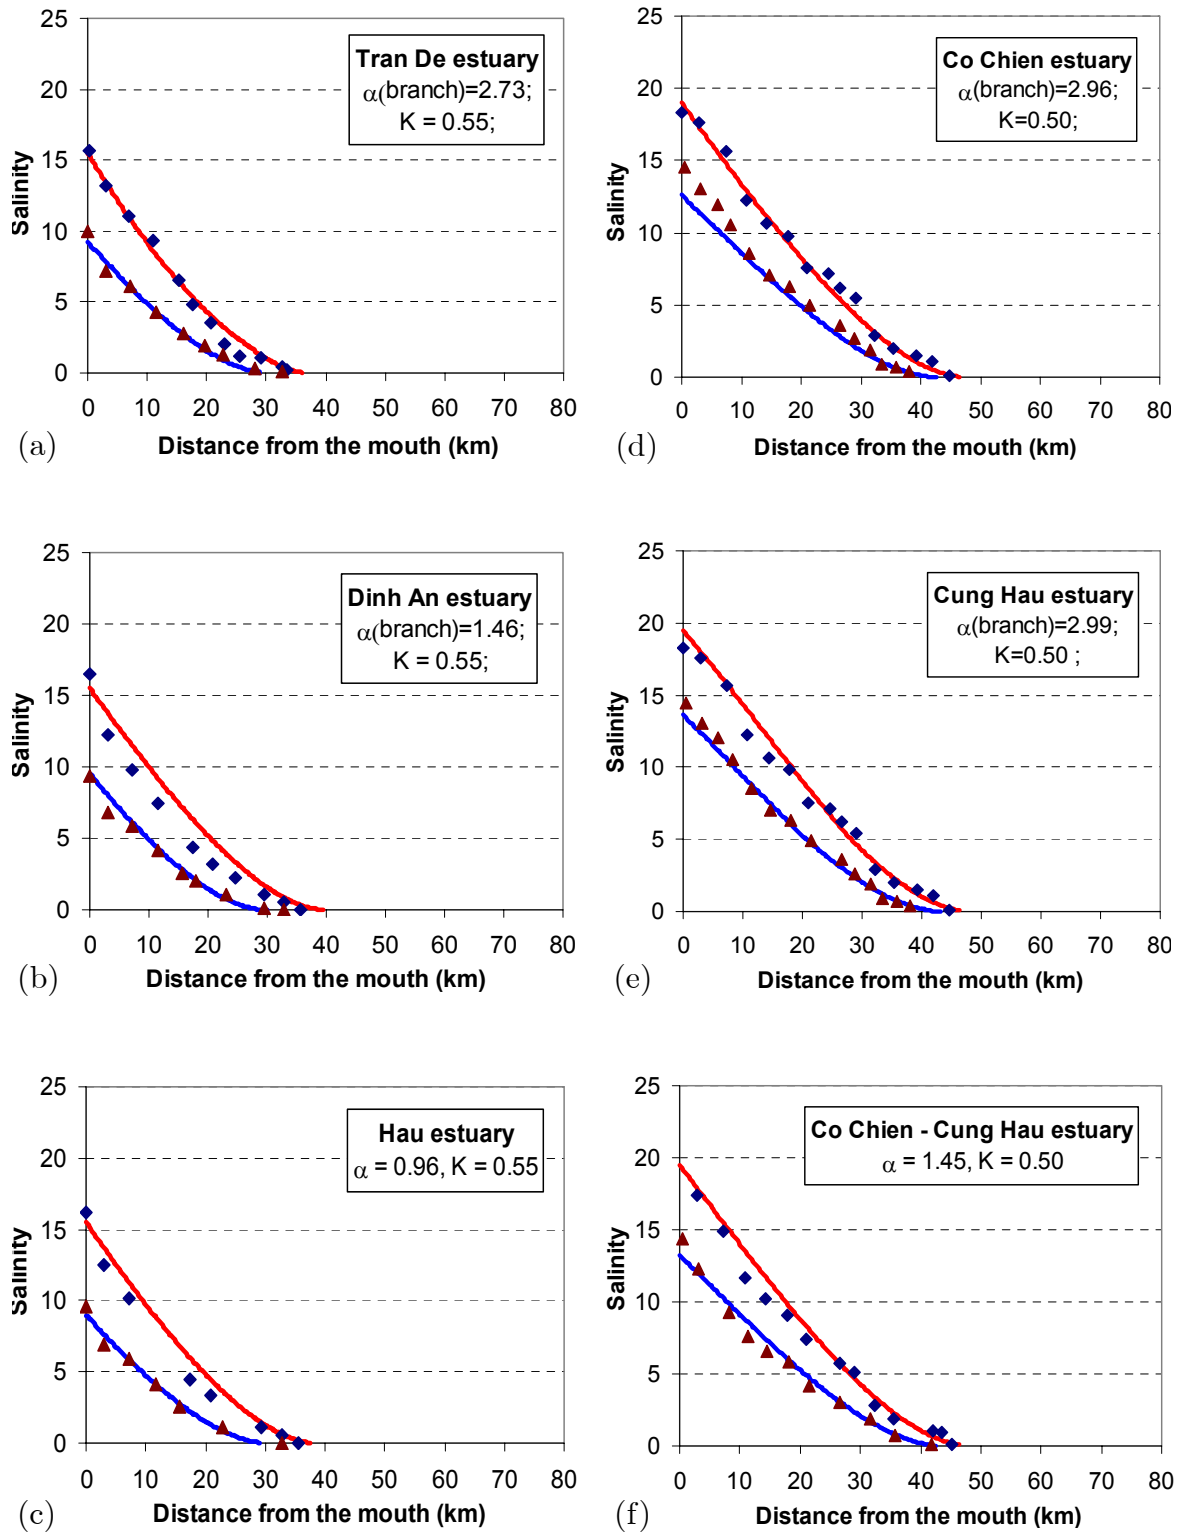 Tran De estuary
α(branch)=2.73;
K = 0.55;
Salinity
25
20
15
10
5
0
0 10 20 30 40 50 60 70 80
Distance from the mouth (km)
(a)
Co Chien estuary
α(branch)=2.96;
K=0.50;
Salinity
25
20
15
10
5
0
0 10 20 30 40 50 60 70 80
Distance from the mouth (km)
(d)
Dinh An estuary
α(branch)=1.46;
K = 0.55;
Salinity
25
20
15
10
5
0
0 10 20 30 40 50 60 70 80
Distance from the mouth (km)
(b)
Cung Hau estuary
α(branch)=2.99;
K=0.50 ;
Salinity
25
20
15
10
5
0
0 10 20 30 40 50 60 70 80
Distance from the mouth (km)
(e)
Hau estuary
α = 0.96, K = 0.55
Salinity
25
20
15
10
5
0
0 10 20 30 40 50 60 70 80
Distance from the mouth (km)
(c)
Co Chien - Cung Hau estuary
α = 1.45, K = 0.50
Salinity
25
20
15
10
5
0
0 10 20 30 40 50 60 70 80
Distance from the mouth (km)
(f)